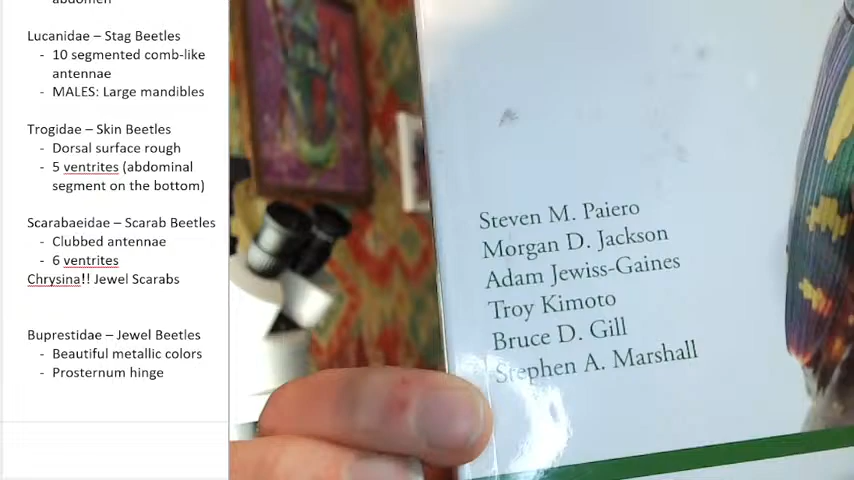 abdomen
Lucanidae – Stag Beetles
- 10 segmented comb-like
antennae
- MALES: Large mandibles
Trogidae – Skin Beetles
- Dorsal surface rough
- 5 ventrites (abdominal
segment on the bottom)
Scarabaeidae – Scarab Beetles
- Clubbed antennae
- 6 ventrites
Chrysina!! Jewel Scarabs
Buprestidae – Jewel Beetles
- Beautiful metallic colors
- Prosternum hinge
Steven M. Paiero
Morgan D. Jackson
Adam Jewiss-Gaines
Troy Kimoto
Bruce D. Gill
Stephen A. Marshall